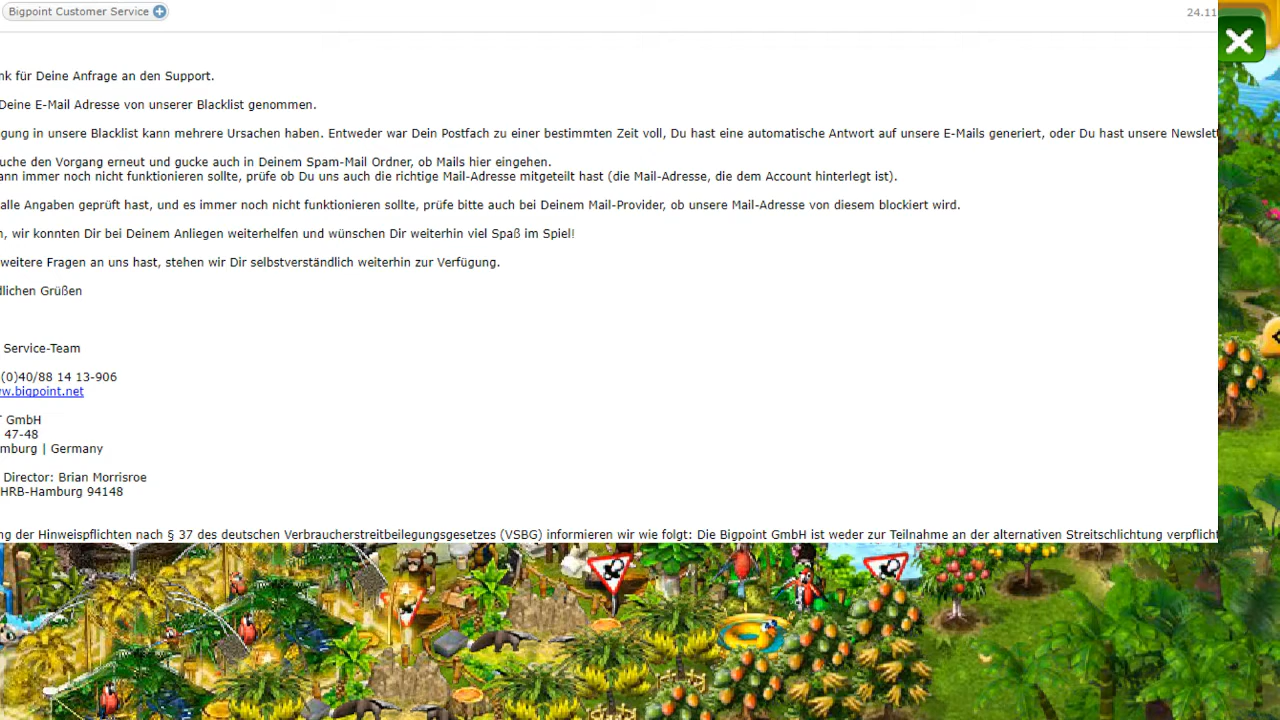 Bigpoint Customer Service
24.11
nk für Deine Anfrage an den Support.
Deine E-Mail Adresse von unserer Blacklist genommen.
gung in unsere Blacklist kann mehrere Ursachen haben. Entweder war Dein Postfach zu einer bestimmten Zeit voll, Du hast eine automatische Antwort auf unsere E-Mails generiert, oder Du hast unsere Newslett
uche den Vorgang erneut und gucke auch in Deinem Spam-Mail Ordner, ob Mails hier eingehen.
ann immer noch nicht funktionieren sollte, prüfe ob Du uns auch die richtige Mail-Adresse mitgeteilt hast (die Mail-Adresse, die dem Account hinterlegt ist).
alle Angaben geprüft hast, und es immer noch nicht funktionieren sollte, prüfe bitte auch bei Deinem Mail-Provider, ob unsere Mail-Adresse von diesem blockiert wird.
n, wir konnten Dir bei Deinem Anliegen weiterhelfen und wünschen Dir weiterhin viel Spaß im Spiel!
weitere Fragen an uns hast, stehen wir Dir selbstverständlich weiterhin zur Verfügung.
dlichen Grüßen
Service-Team
(0)40/88 14 13-906
w.bigpoint.net
T GmbH
47-48
mburg | Germany
Director: Brian Morrisroe
HRB-Hamburg 94148
ng der Hinweispflichten nach § 37 des deutschen Verbraucherstreitbeilegungsgesetzes (VSBG) informieren wir wie folgt: Die Bigpoint GmbH ist weder zur Teilnahme an der alternativen Streitschlichtung verpflicht